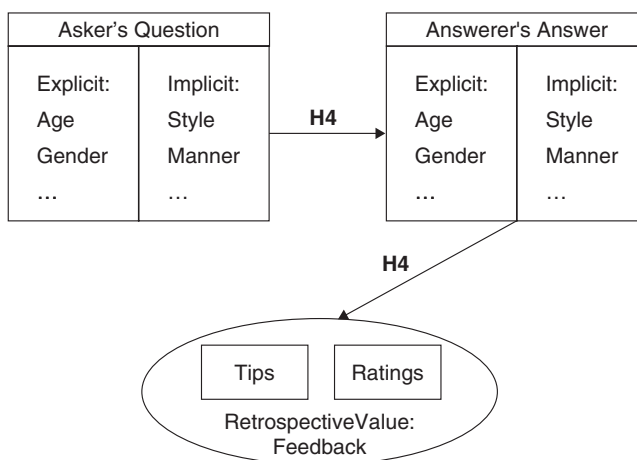 Asker's Question
Explicit:
Age
Gender
...
Implicit:
Style
Manner
...
H4
Answerer's Answer
Explicit:
Age
Gender
...
Implicit:
Style
Manner
...
H4
Tips
Ratings
RetrospectiveValue:
Feedback